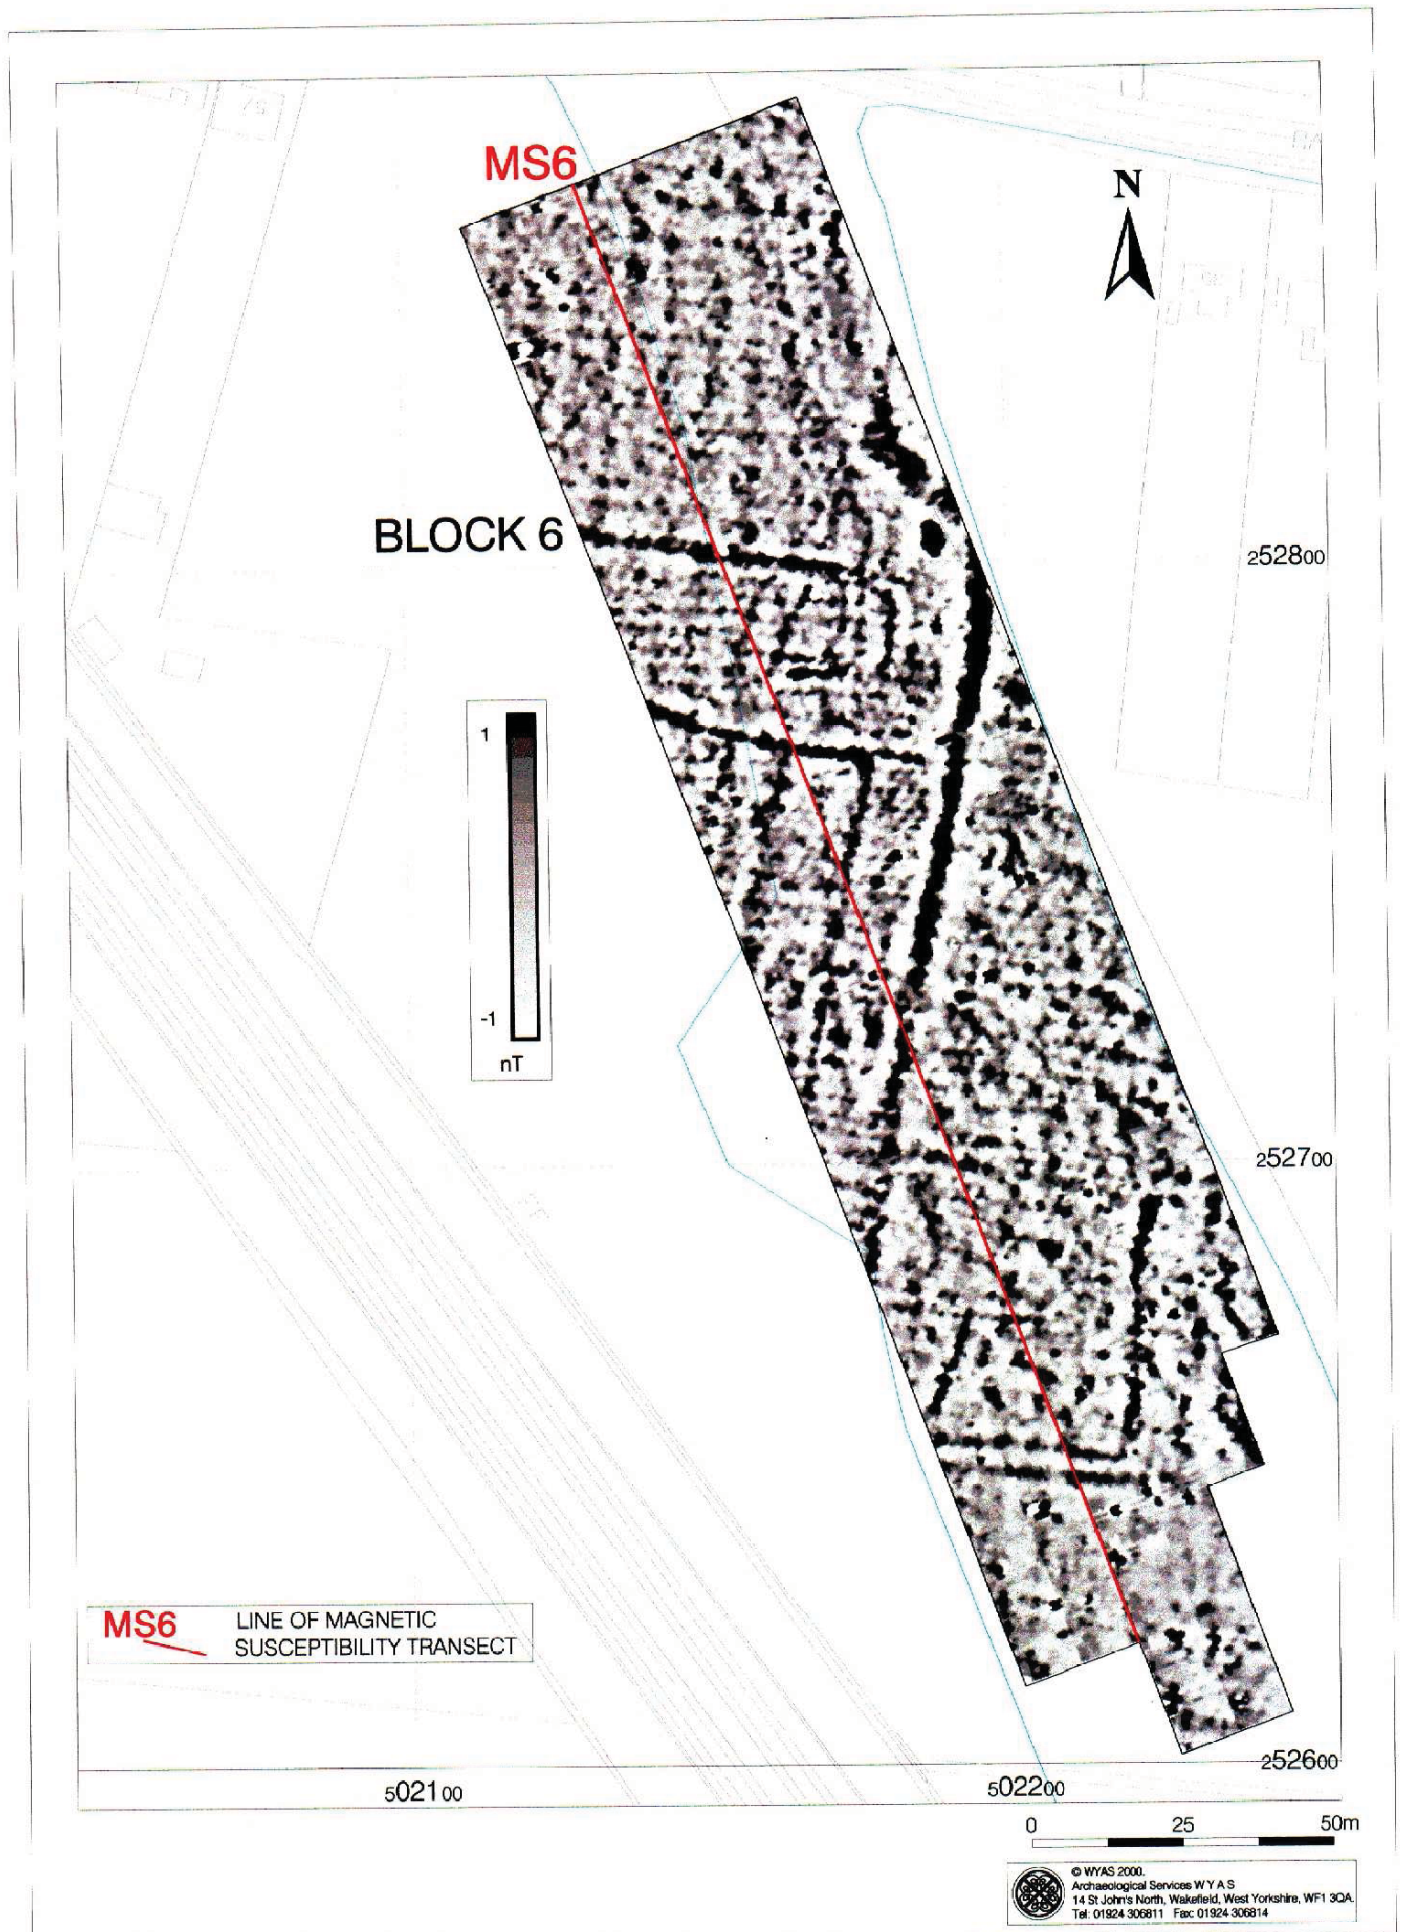 MS6
N
BLOCK 6
252800
1
-1
nT
252700
MS6 LINE OF MAGNETIC
SUSCEPTIBILITY TRANSECT
252600
502100
502200
0 25 50m
© WYAS 2000.
Archaeological Services W Y A S
14 St John's North, Wakefield, West Yorkshire, WF1 3QA.
Tel: 01924 306811 Fax: 01924 306814